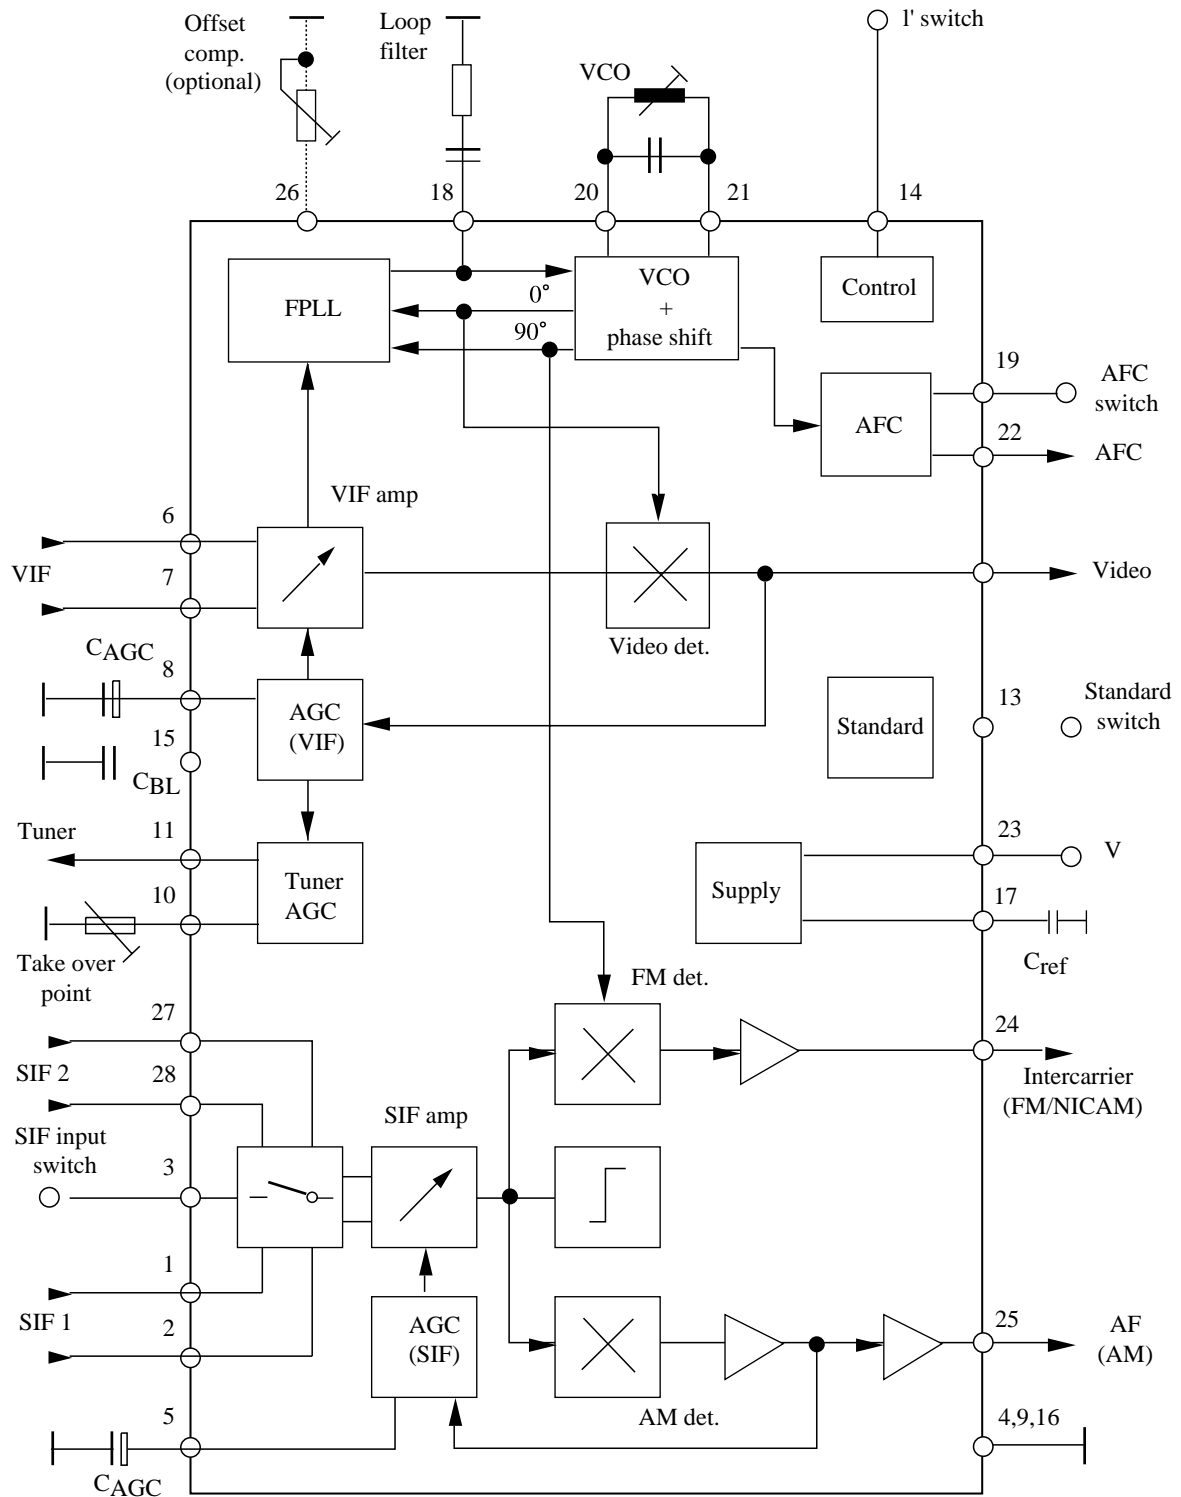 Offset
comp.
(optional)
Loop
filter
VCO
l' switch
26
18
20
21
14
FPLL
0°
90°
VCO
+
phase shift
Control
19
AFC
switch
AFC
22
AFC
VIF amp
6
VIF
7
Video
Video det.
CAGC
8
AGC
(VIF)
15
CBL
Standard
13
Standard
switch
Tuner
11
10
Tuner
AGC
Take over
point
Supply
23
V
17
Cref
FM det.
27
SIF 2
28
24
Intercarrier
(FM/NICAM)
SIF input
switch
3
SIF amp
1
SIF 1
2
AGC
(SIF)
25
AF
(AM)
AM det.
5
CAGC
4,9,16